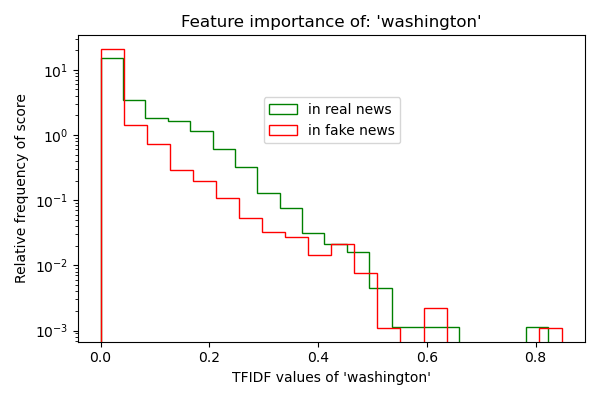 Feature importance of: 'washington'
Relative frequency of score
10¹
10⁰
10⁻¹
10⁻²
10⁻³
in real news
in fake news
0.0 0.2 0.4 0.6 0.8
TFIDF values of 'washington'